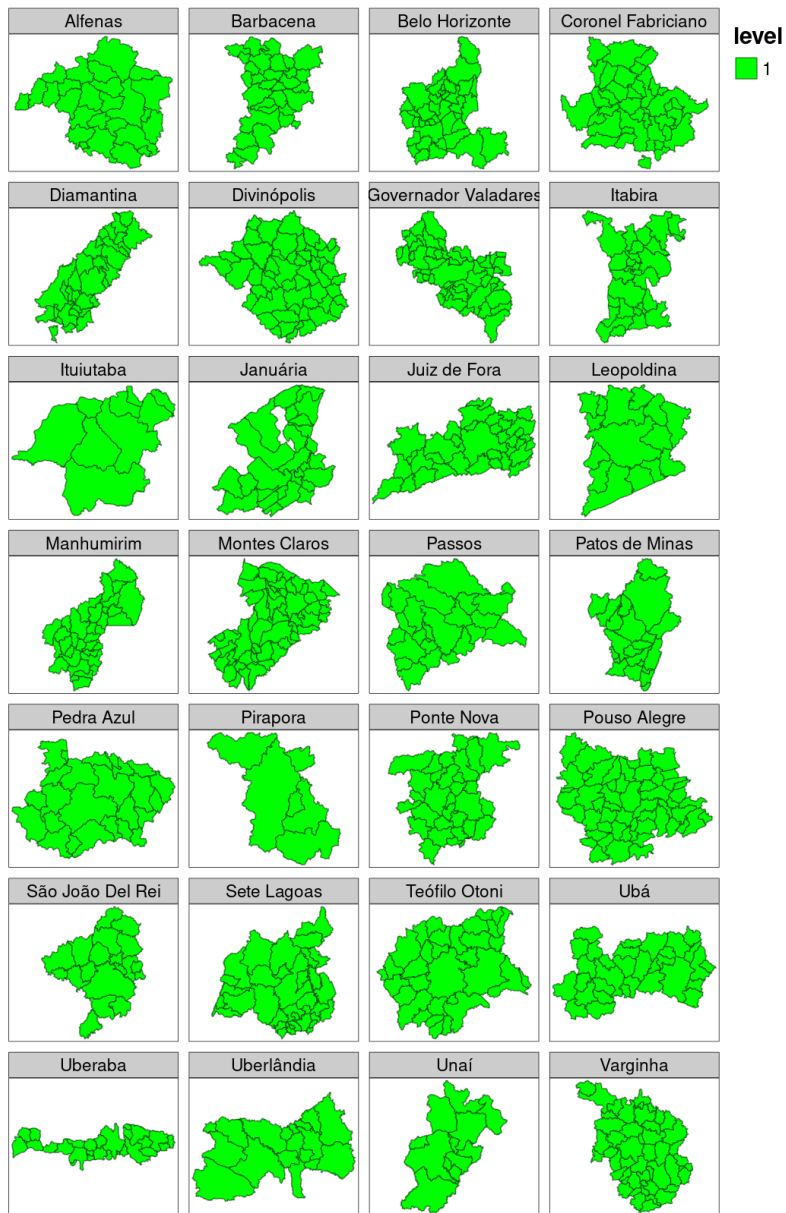 Alfenas
Barbacena
Belo Horizonte
Coronel Fabriciano
level
1
Diamantina
Divinópolis
Governador Valadares
Itabira
Ituiutaba
Januária
Juiz de Fora
Leopoldina
Manhumirim
Montes Claros
Passos
Patos de Minas
Pedra Azul
Pirapora
Ponte Nova
Pouso Alegre
São João Del Rei
Sete Lagoas
Teófilo Otoni
Ubá
Uberaba
Uberlândia
Unaí
Varginha